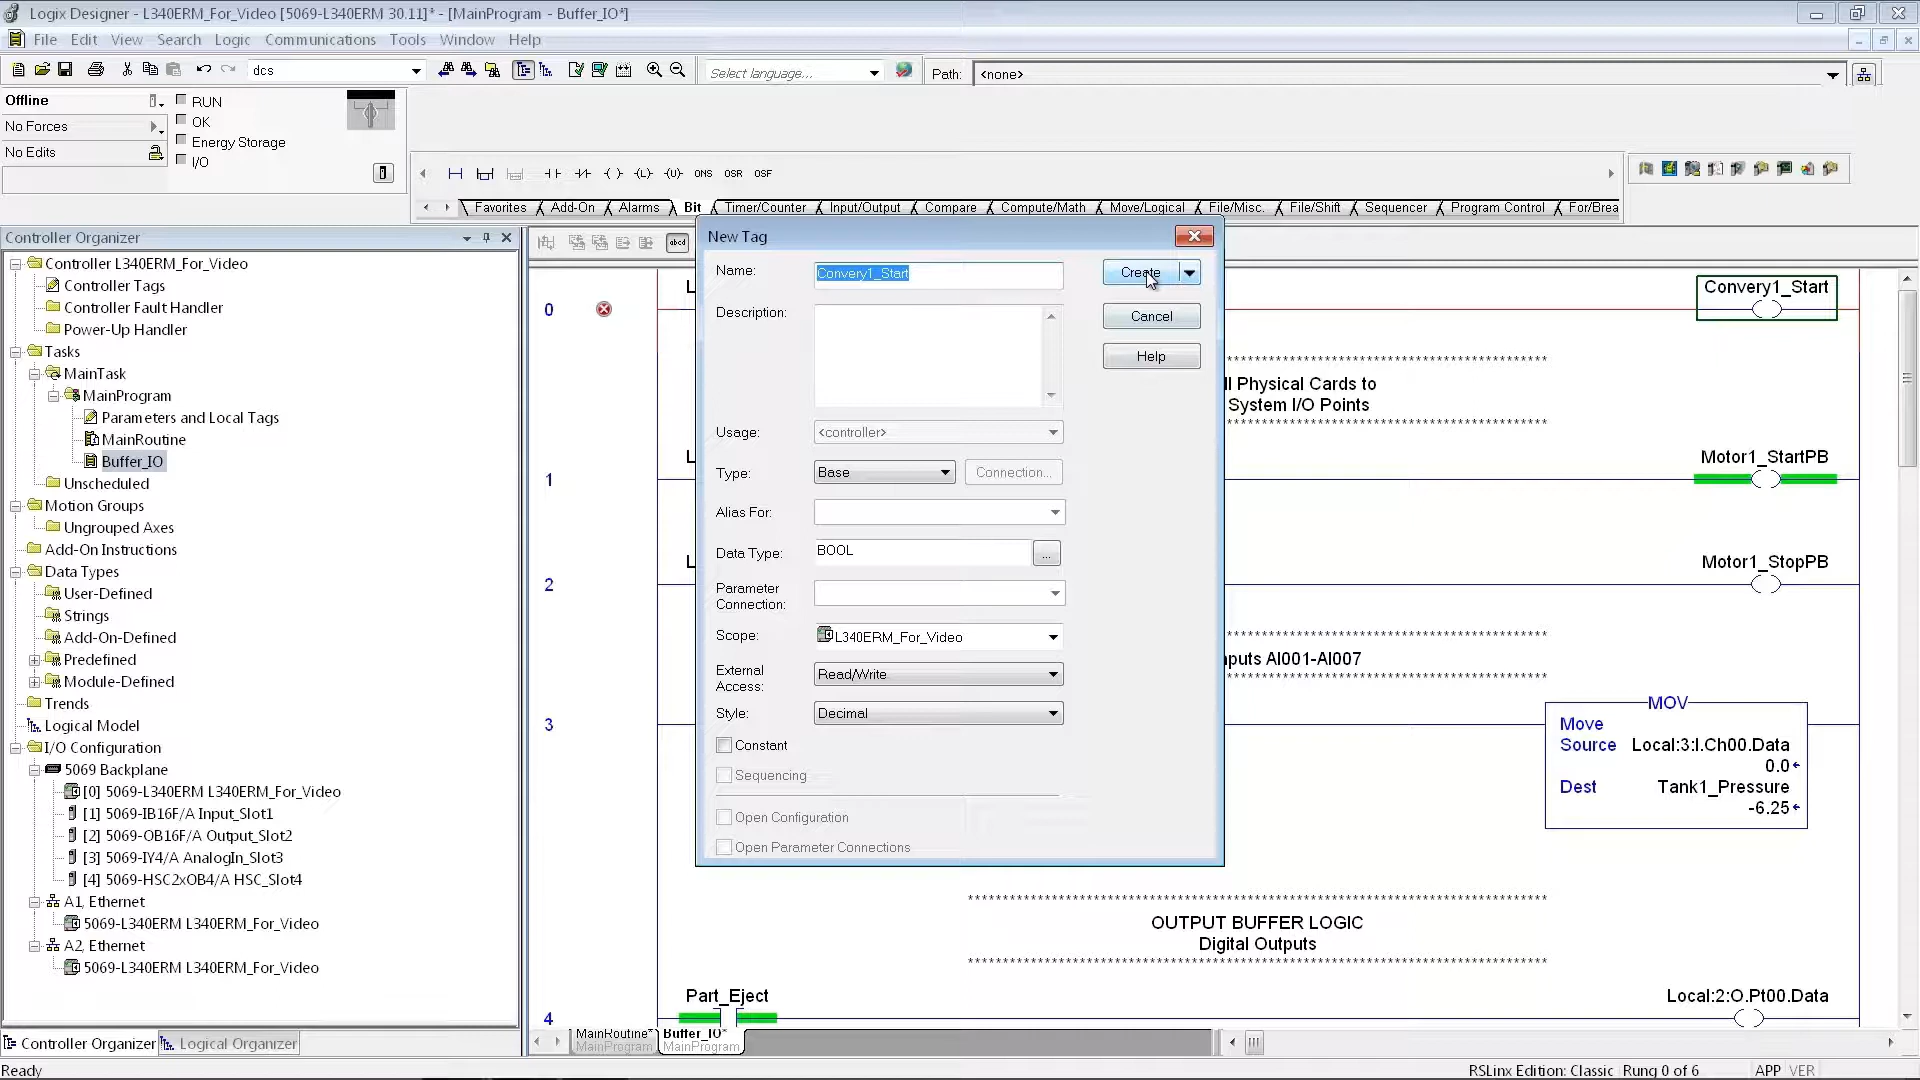 Logix Designer - L340ERM_For_Video [5069-L340ERM 30.11]* - [MainProgram - Buffer_IO*]
File Edit View Search Logic Communications Tools Window Help
dcs
Select language...
Path: <none>
Offline
RUN
No Forces
OK
Energy Storage
No Edits
I/O
ONS OSR OSF
Favorites Add-On Alarms Bit Timer/Counter Input/Output Compare Compute/Math Move/Logical File/Misc. File/Shift Sequencer Program Control For/Brea
Controller Organizer
Controller L340ERM_For_Video
Controller Tags
Controller Fault Handler
Power-Up Handler
Tasks
MainTask
MainProgram
Parameters and Local Tags
MainRoutine
Buffer_IO
Unscheduled
Motion Groups
Ungrouped Axes
Add-On Instructions
Data Types
User-Defined
Strings
Add-On-Defined
Predefined
Module-Defined
Trends
Logical Model
I/O Configuration
5069 Backplane
[0] 5069-L340ERM L340ERM_For_Video
[1] 5069-IB16F/A Input_Slot1
[2] 5069-OB16F/A Output_Slot2
[3] 5069-IY4/A AnalogIn_Slot3
[4] 5069-HSC2xOB4/A HSC_Slot4
A1, Ethernet
5069-L340ERM L340ERM_For_Video
A2, Ethernet
5069-L340ERM L340ERM_For_Video
Controller Organizer Logical Organizer
abcd
New Tag
Name: Convery1_Start
Create
Description:
Cancel
Help
Usage: <controller>
Type: Base Connection...
Alias For:
Data Type: BOOL ...
Parameter
Connection:
Scope: L340ERM_For_Video
External
Access: Read/Write
Style: Decimal
Constant
Sequencing
Open Configuration
Open Parameter Connections
0
L
Convery1_Start
****************************************
ll Physical Cards to
System I/O Points
****************************************
1
L
Motor1_StartPB
2
L
Motor1_StopPB
****************************************
puts AI001-AI007
****************************************
3
MOV
Move
Source Local:3:I.Ch00.Data
0.0
Dest Tank1_Pressure
-6.25
************************************************************************
OUTPUT BUFFER LOGIC
Digital Outputs
************************************************************************
4
Part_Eject
Local:2:O.Pt00.Data
MainRoutine*
MainProgram
Buffer_IO*
MainProgram
Ready
RSLinx Edition: Classic Rung 0 of 6 APP VER